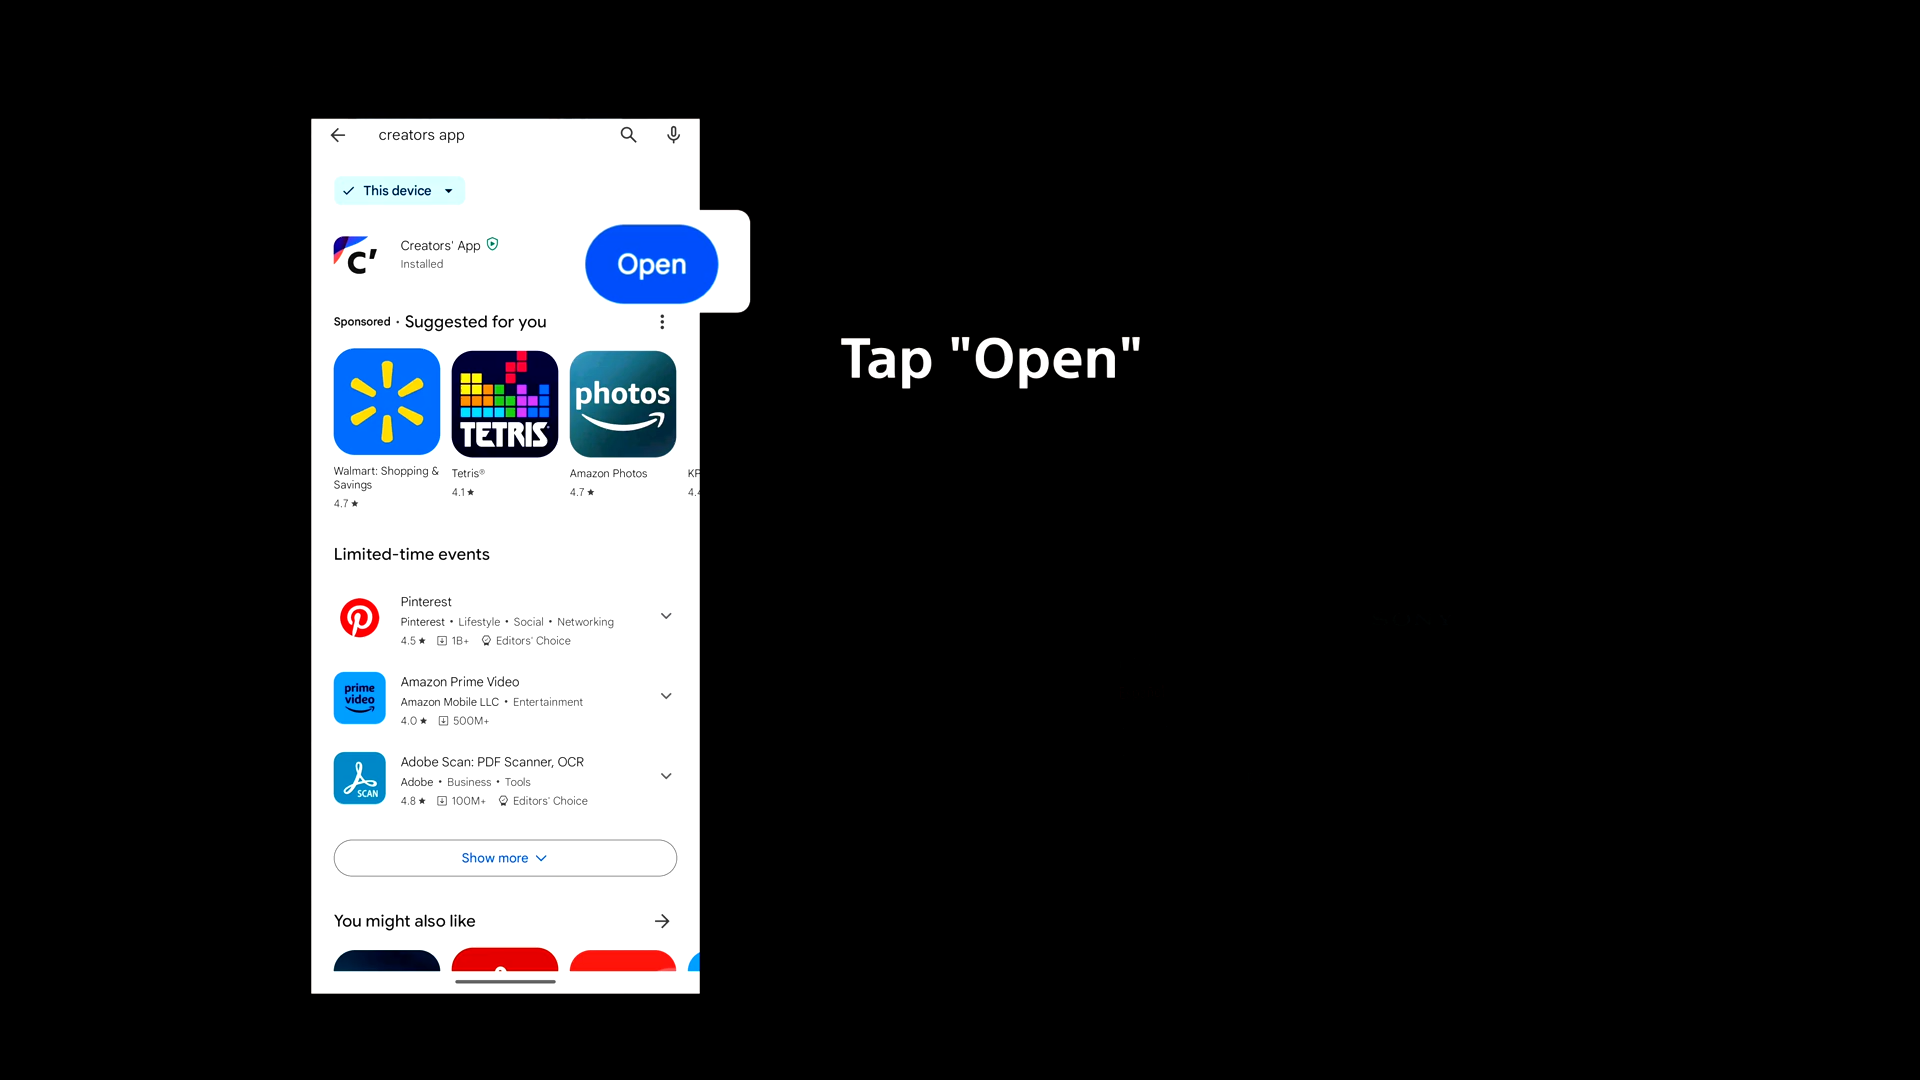 creators app
This device
C'
Creators' App
Installed
Open
Tap "Open"
Sponsored · Suggested for you
TETRIS
photos
Walmart: Shopping &
Savings
4.7 ★
Tetris®
4.1 ★
Amazon Photos
4.7 ★
Limited-time events
Pinterest
Pinterest • Lifestyle • Social • Networking
4.5 ★ 1B+ Editors' Choice
prime
video
Amazon Prime Video
Amazon Mobile LLC • Entertainment
4.0 ★ 500M+
SCAN
Adobe Scan: PDF Scanner, OCR
Adobe • Business • Tools
4.8 ★ 100M+ Editors' Choice
Show more
You might also like